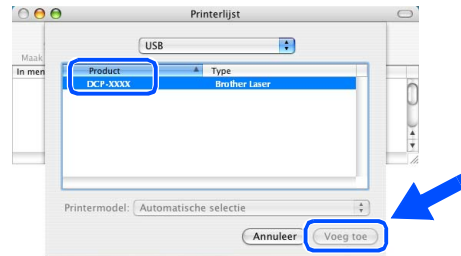 Printerlijst
USB
Maak
In men
Product Type
DCP-XXXX Brother Laser
Printermodel: Automatische selectie
Annuleer Voeg toe